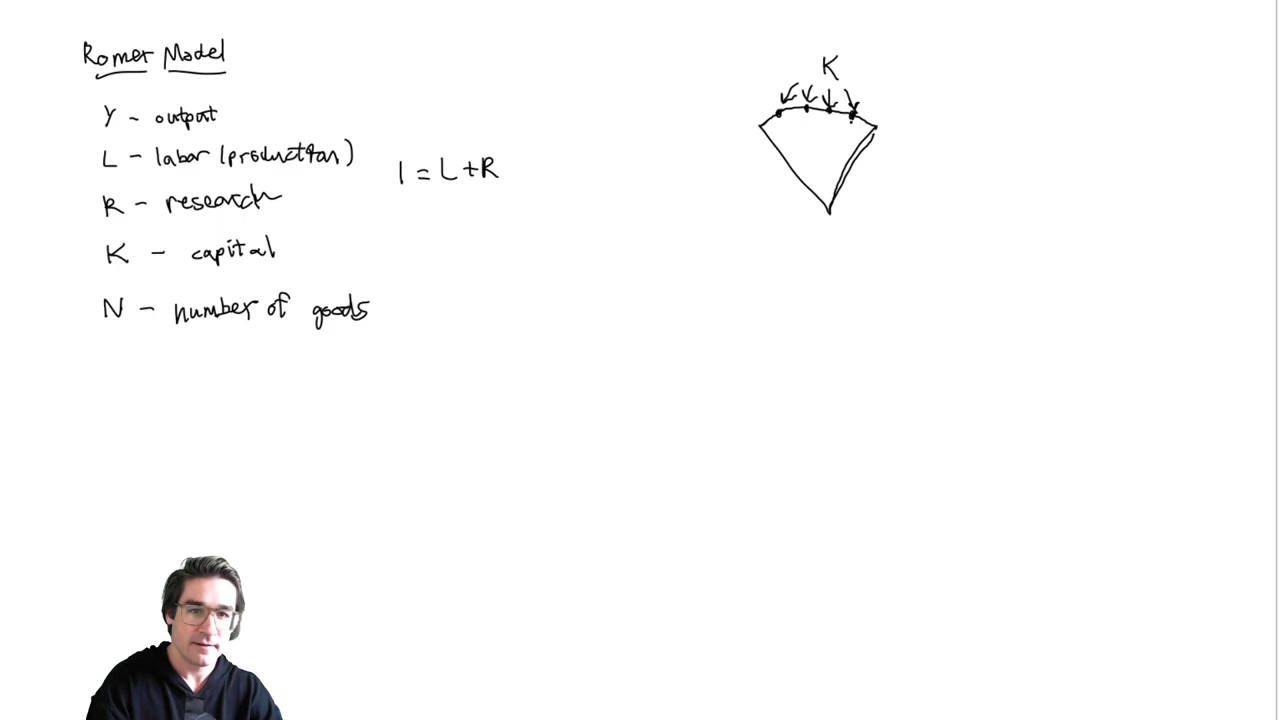 Romer Model
Y - output
L - labor (production)
1 = L + R
R - research
K - capital
N - number of goods
K